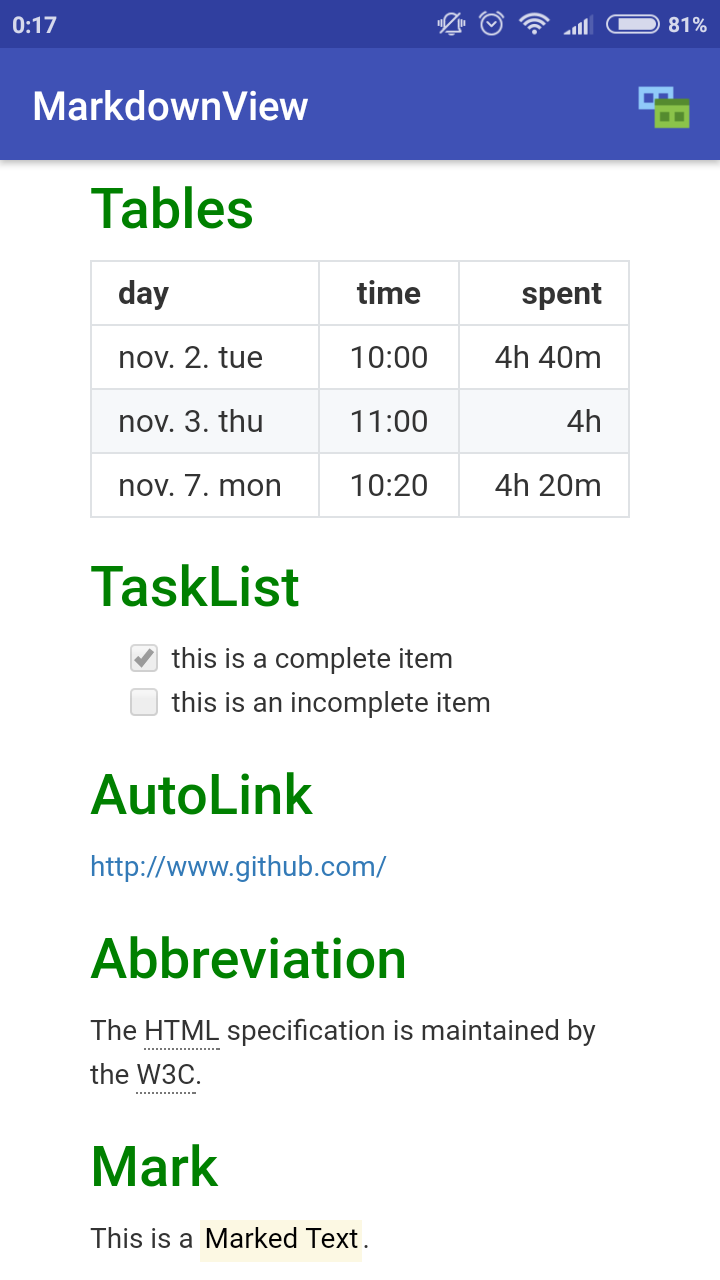 0:17 81%
MarkdownView
Tables
day time spent
nov. 2. tue 10:00 4h 40m
nov. 3. thu 11:00 4h
nov. 7. mon 10:20 4h 20m
TaskList
this is a complete item
this is an incomplete item
AutoLink
http://www.github.com/
Abbreviation
The HTML specification is maintained by
the W3C.
Mark
This is a Marked Text.